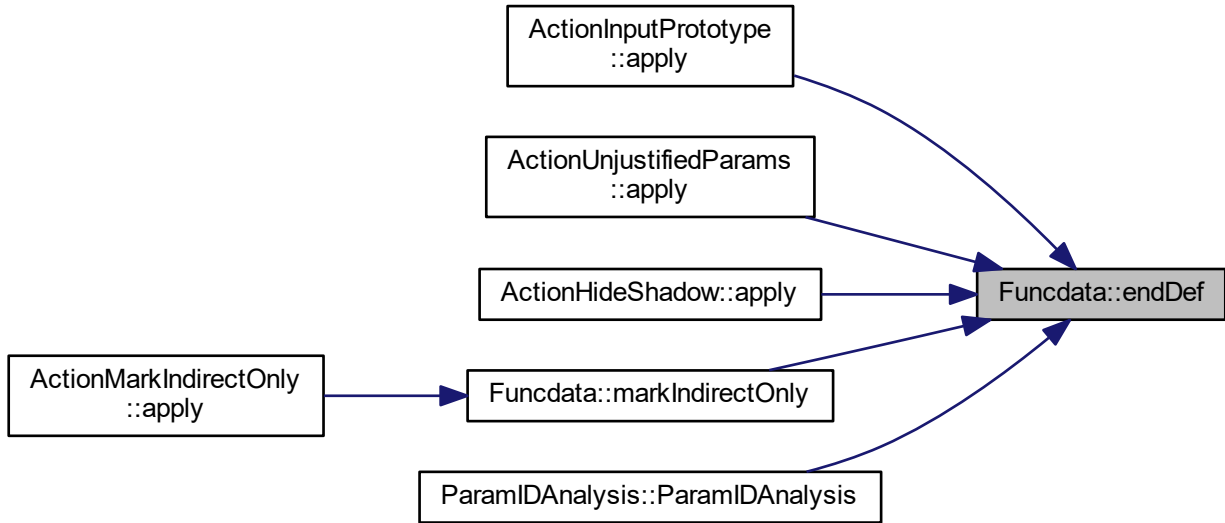 ActionInputPrototype
::apply
ActionUnjustifiedParams
::apply
Funcdata::endDef
ActionHideShadow::apply
ActionMarkIndirectOnly
::apply
Funcdata::markIndirectOnly
ParamIDAnalysis::ParamIDAnalysis